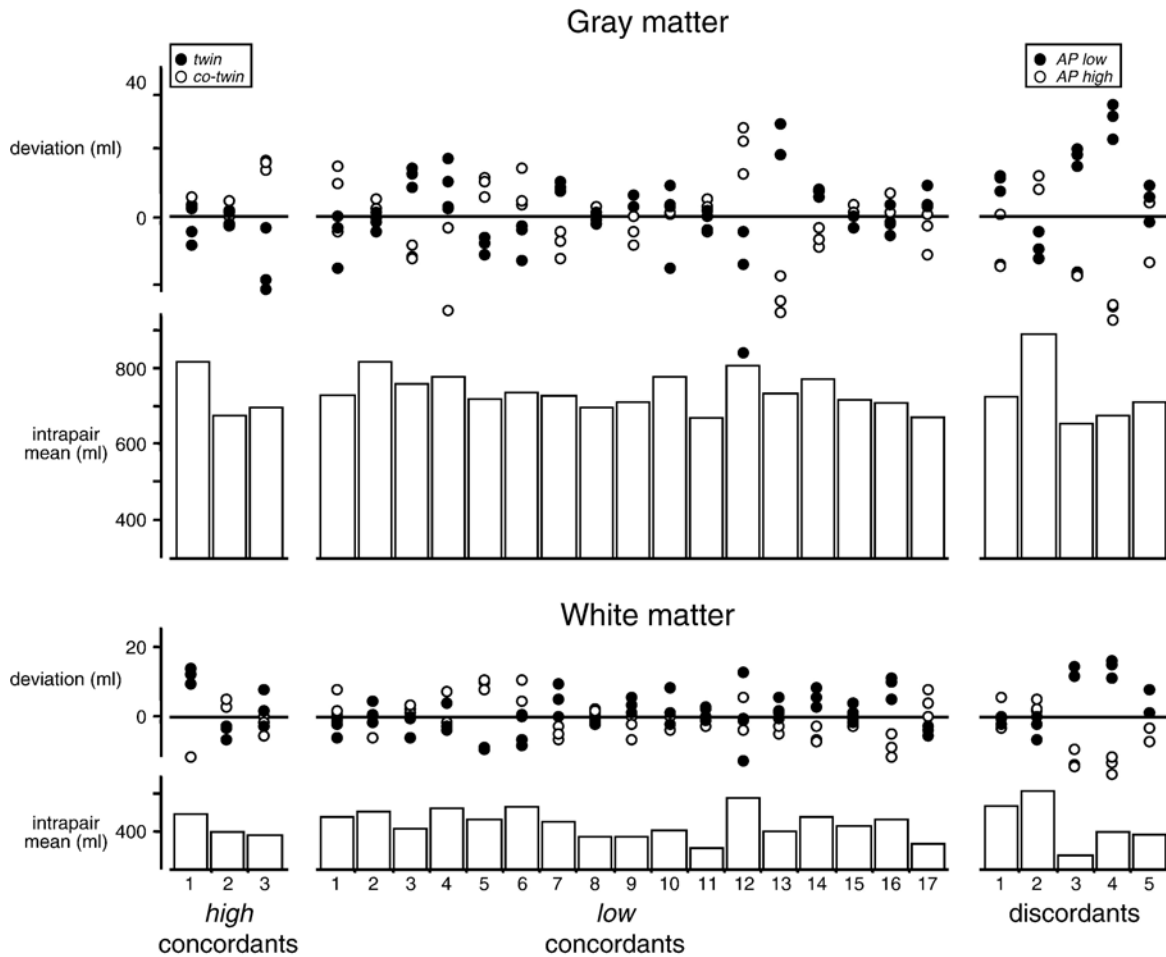 Gray matter
twin
co-twin
AP low
AP high
40
deviation (ml)
20
0
800
intrapair
mean (ml)
600
400
White matter
20
deviation (ml)
0
intrapair
mean (ml)
400
1 2 3 1 2 3 4 5 6 7 8 9 10 11 12 13 14 15 16 17 1 2 3 4 5
high
concordants
low
concordants
discordants